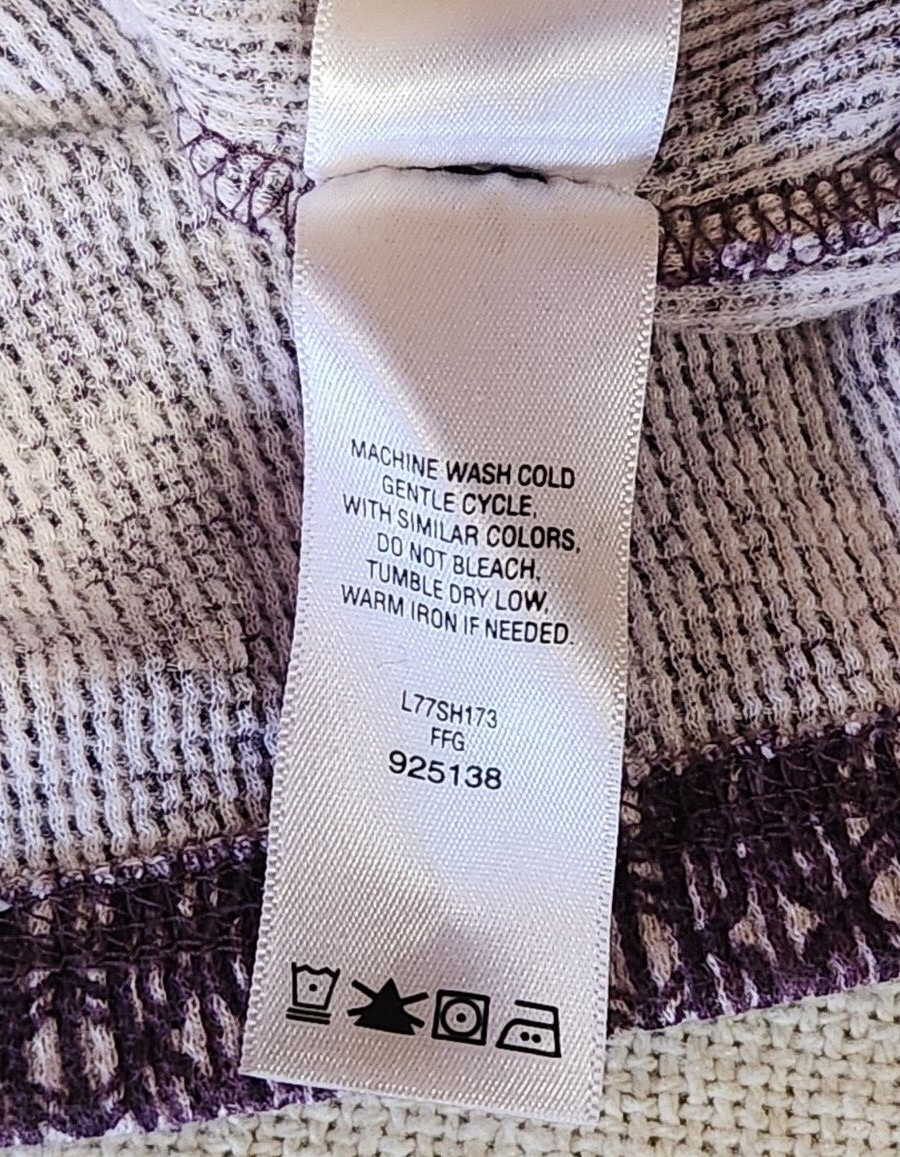 MACHINE WASH COLD
GENTLE CYCLE,
WITH SIMILAR COLORS,
DO NOT BLEACH,
TUMBLE DRY LOW,
WARM IRON IF NEEDED.
L77SH173
FFG
925138